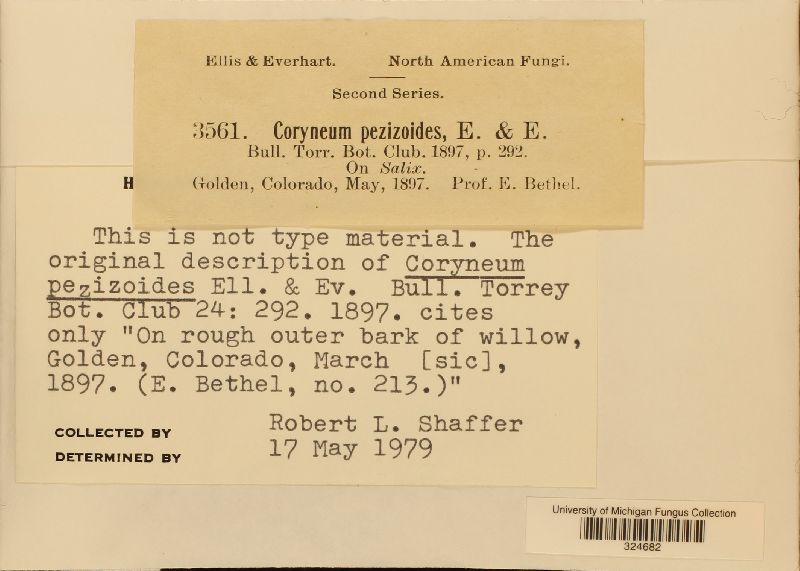 Ellis & Everhart. North American Fungi.
Second Series.
3561. Coryneum pezizoides, E. & E.
Bull. Torr. Bot. Club. 1897, p. 292.
On Salix.
Golden, Colorado, May, 1897. Prof. E. Bethel.
H
This is not type material. The
original description of Coryneum
pezizoides Ell. & Ev. Bull. Torrey
Bot. Club 24: 292. 1897. cites
only "On rough outer bark of willow,
Golden, Colorado, March [sic],
1897. (E. Bethel, no. 213.)"
COLLECTED BY Robert L. Shaffer
DETERMINED BY 17 May 1979
University of Michigan Fungus Collection
324682